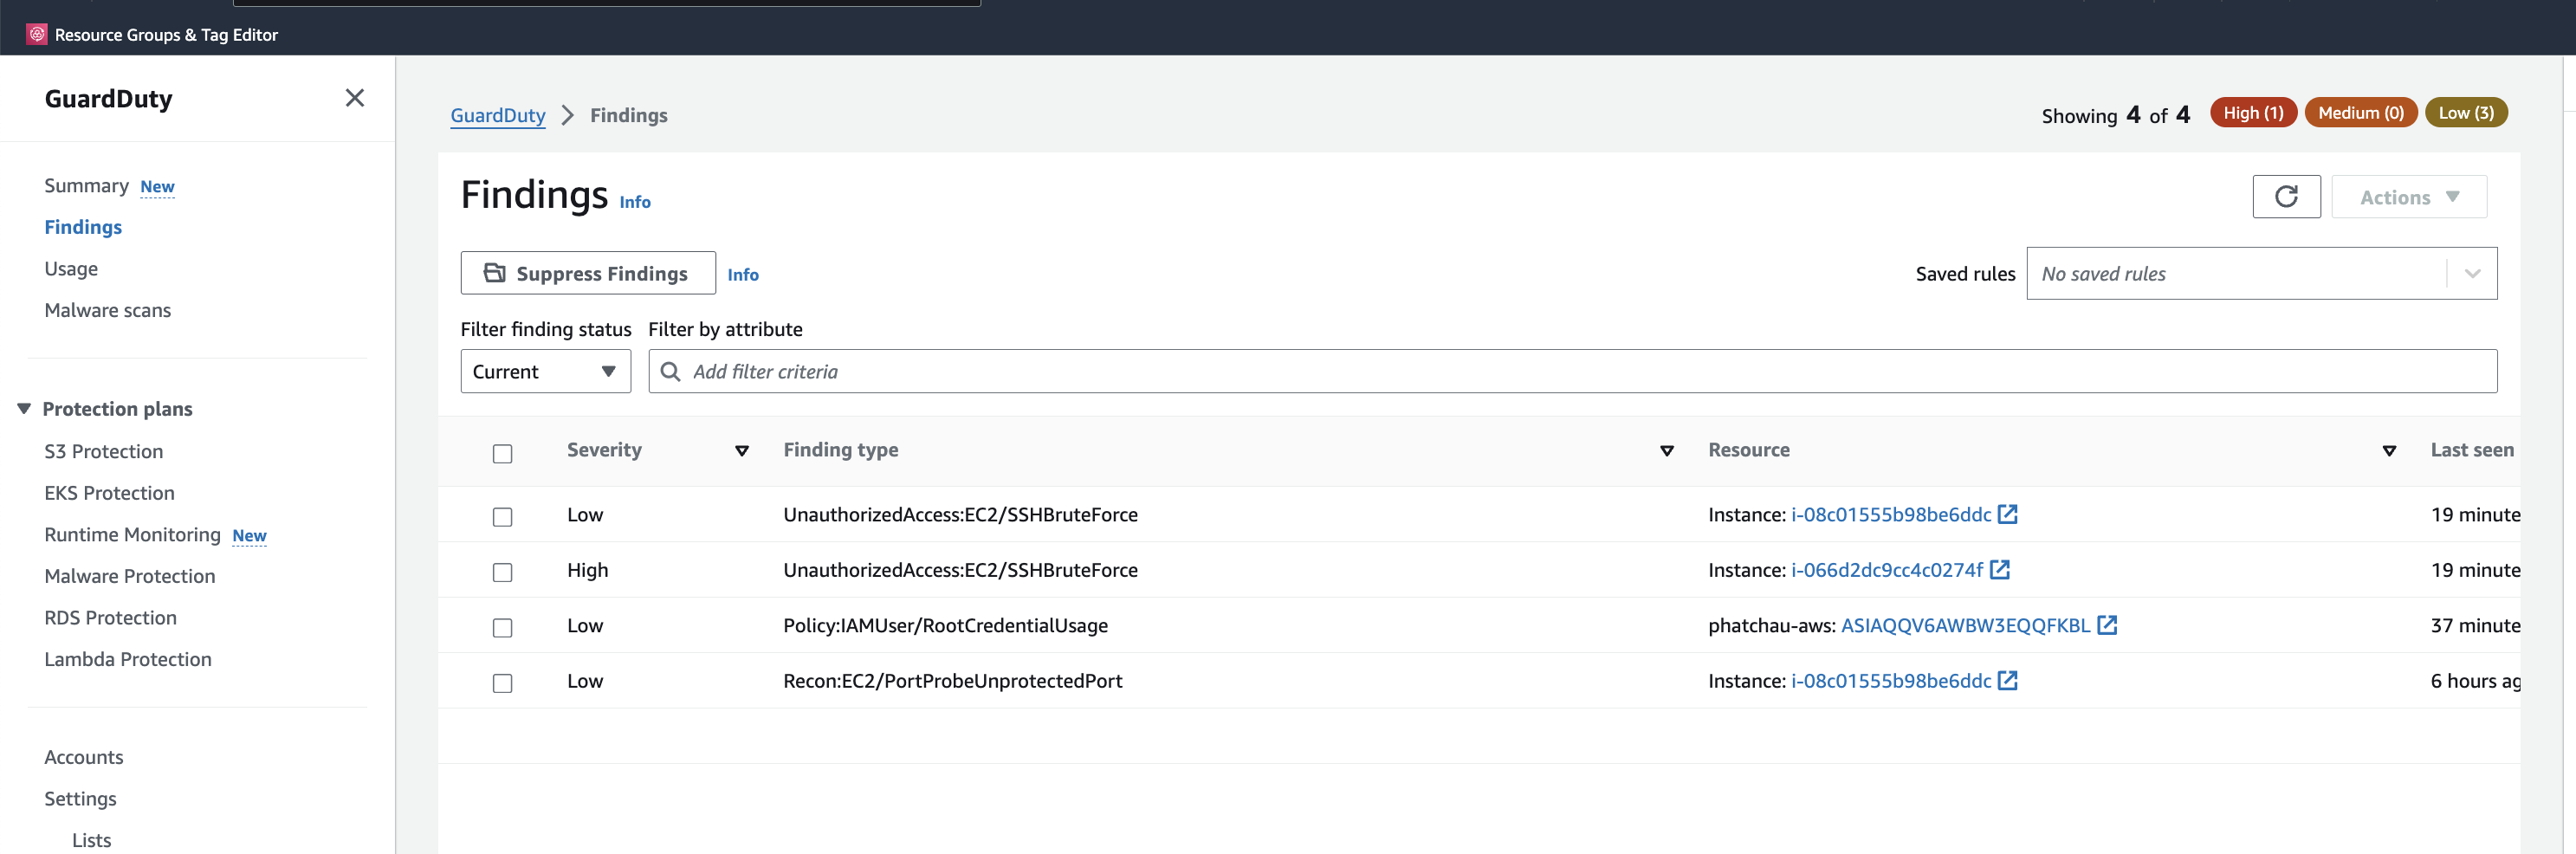 Resource Groups & Tag Editor
GuardDuty
Summary New
Findings
Usage
Malware scans
Protection plans
S3 Protection
EKS Protection
Runtime Monitoring New
Malware Protection
RDS Protection
Lambda Protection
Accounts
Settings
Lists
GuardDuty Findings
Showing 4 of 4 High (1) Medium (0) Low (3)
Findings Info
Actions
Suppress Findings Info
Saved rules No saved rules
Filter finding status Filter by attribute
Current Add filter criteria
Severity Finding type Resource Last seen
Low UnauthorizedAccess:EC2/SSHBruteForce Instance: i-08c01555b98be6ddc 19 minute
High UnauthorizedAccess:EC2/SSHBruteForce Instance: i-066d2dc9cc4c0274f 19 minute
Low Policy:IAMUser/RootCredentialUsage phatchau-aws: ASIAQQV6AWBW3EQQFKBL 37 minute
Low Recon:EC2/PortProbeUnprotectedPort Instance: i-08c01555b98be6ddc 6 hours ag